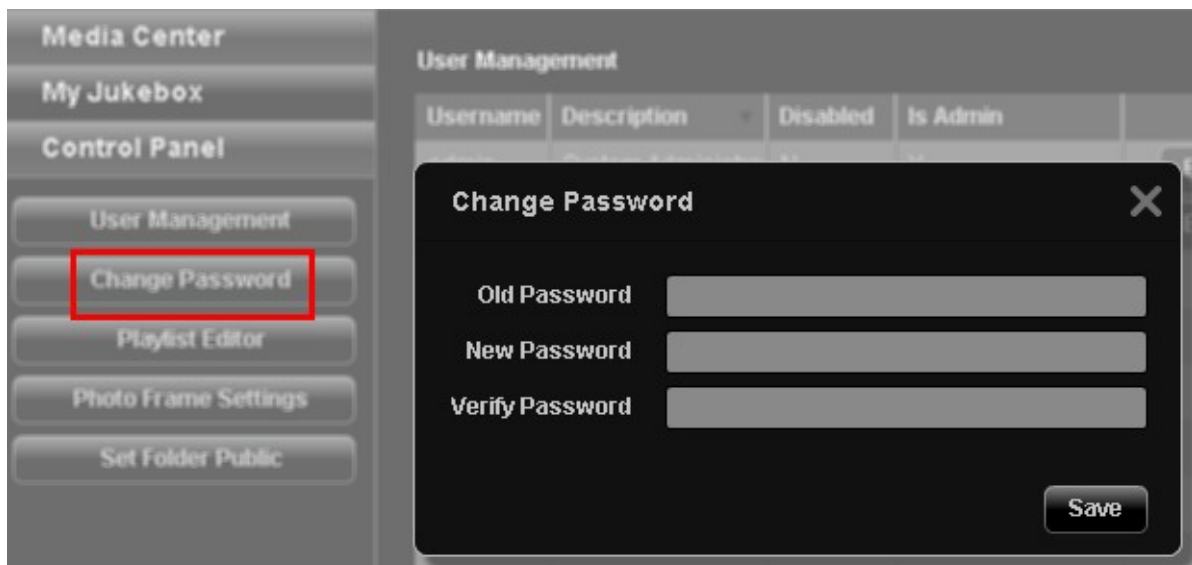 Media Center
My Jukebox
Control Panel
User Management
Change Password
Playlist Editor
Photo Frame Settings
Set Folder Public
User Management
Username Description Disabled Is Admin
Change Password
Old Password
New Password
Verify Password
Save